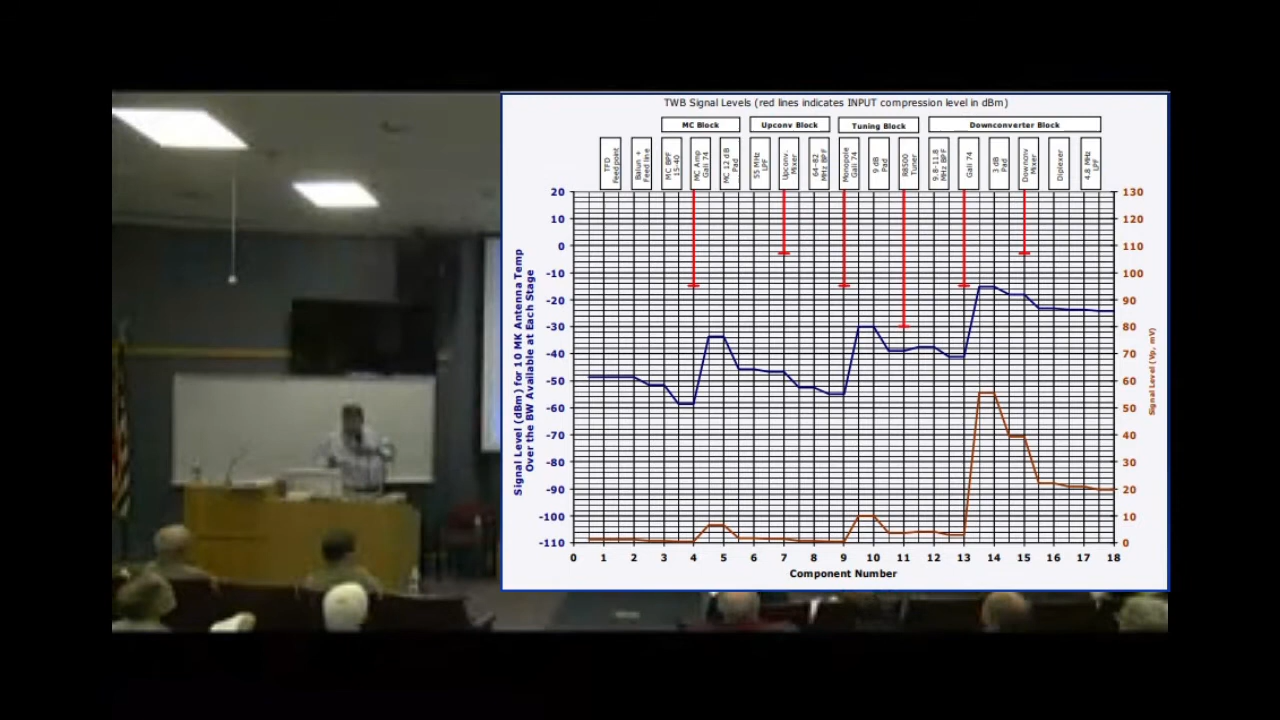 TWB Signal Levels (red lines indicates INPUT compression level in dBm)
MC Block
Upconv Block
Tuning Block
Downconverter Block
TFD
Feedpoint
Balun +
Feed line
MC BPF
15-40
MC Amp
Gali 74
MC 12 dB
Pad
55 MHz
LPF
Upconv.
Mixer
64-82
MHz BPF
Monopole
Gali 74
9 dB
Pad
R8500
Tuner
9.8-11.8
MHz BPF
Gali 74
3 dB
Pad
Downconv
Mixer
Diplexer
4.8 MHz
LPF
20
10
0
-10
-20
-30
-40
-50
-60
-70
-80
-90
-100
-110
130
120
110
100
90
80
70
60
50
40
30
20
10
0
Signal Level (dBm) for 10 MK Antenna Temp
Over the BW Available at Each Stage
Signal Level (Vp, mV)
0 1 2 3 4 5 6 7 8 9 10 11 12 13 14 15 16 17 18
Component Number